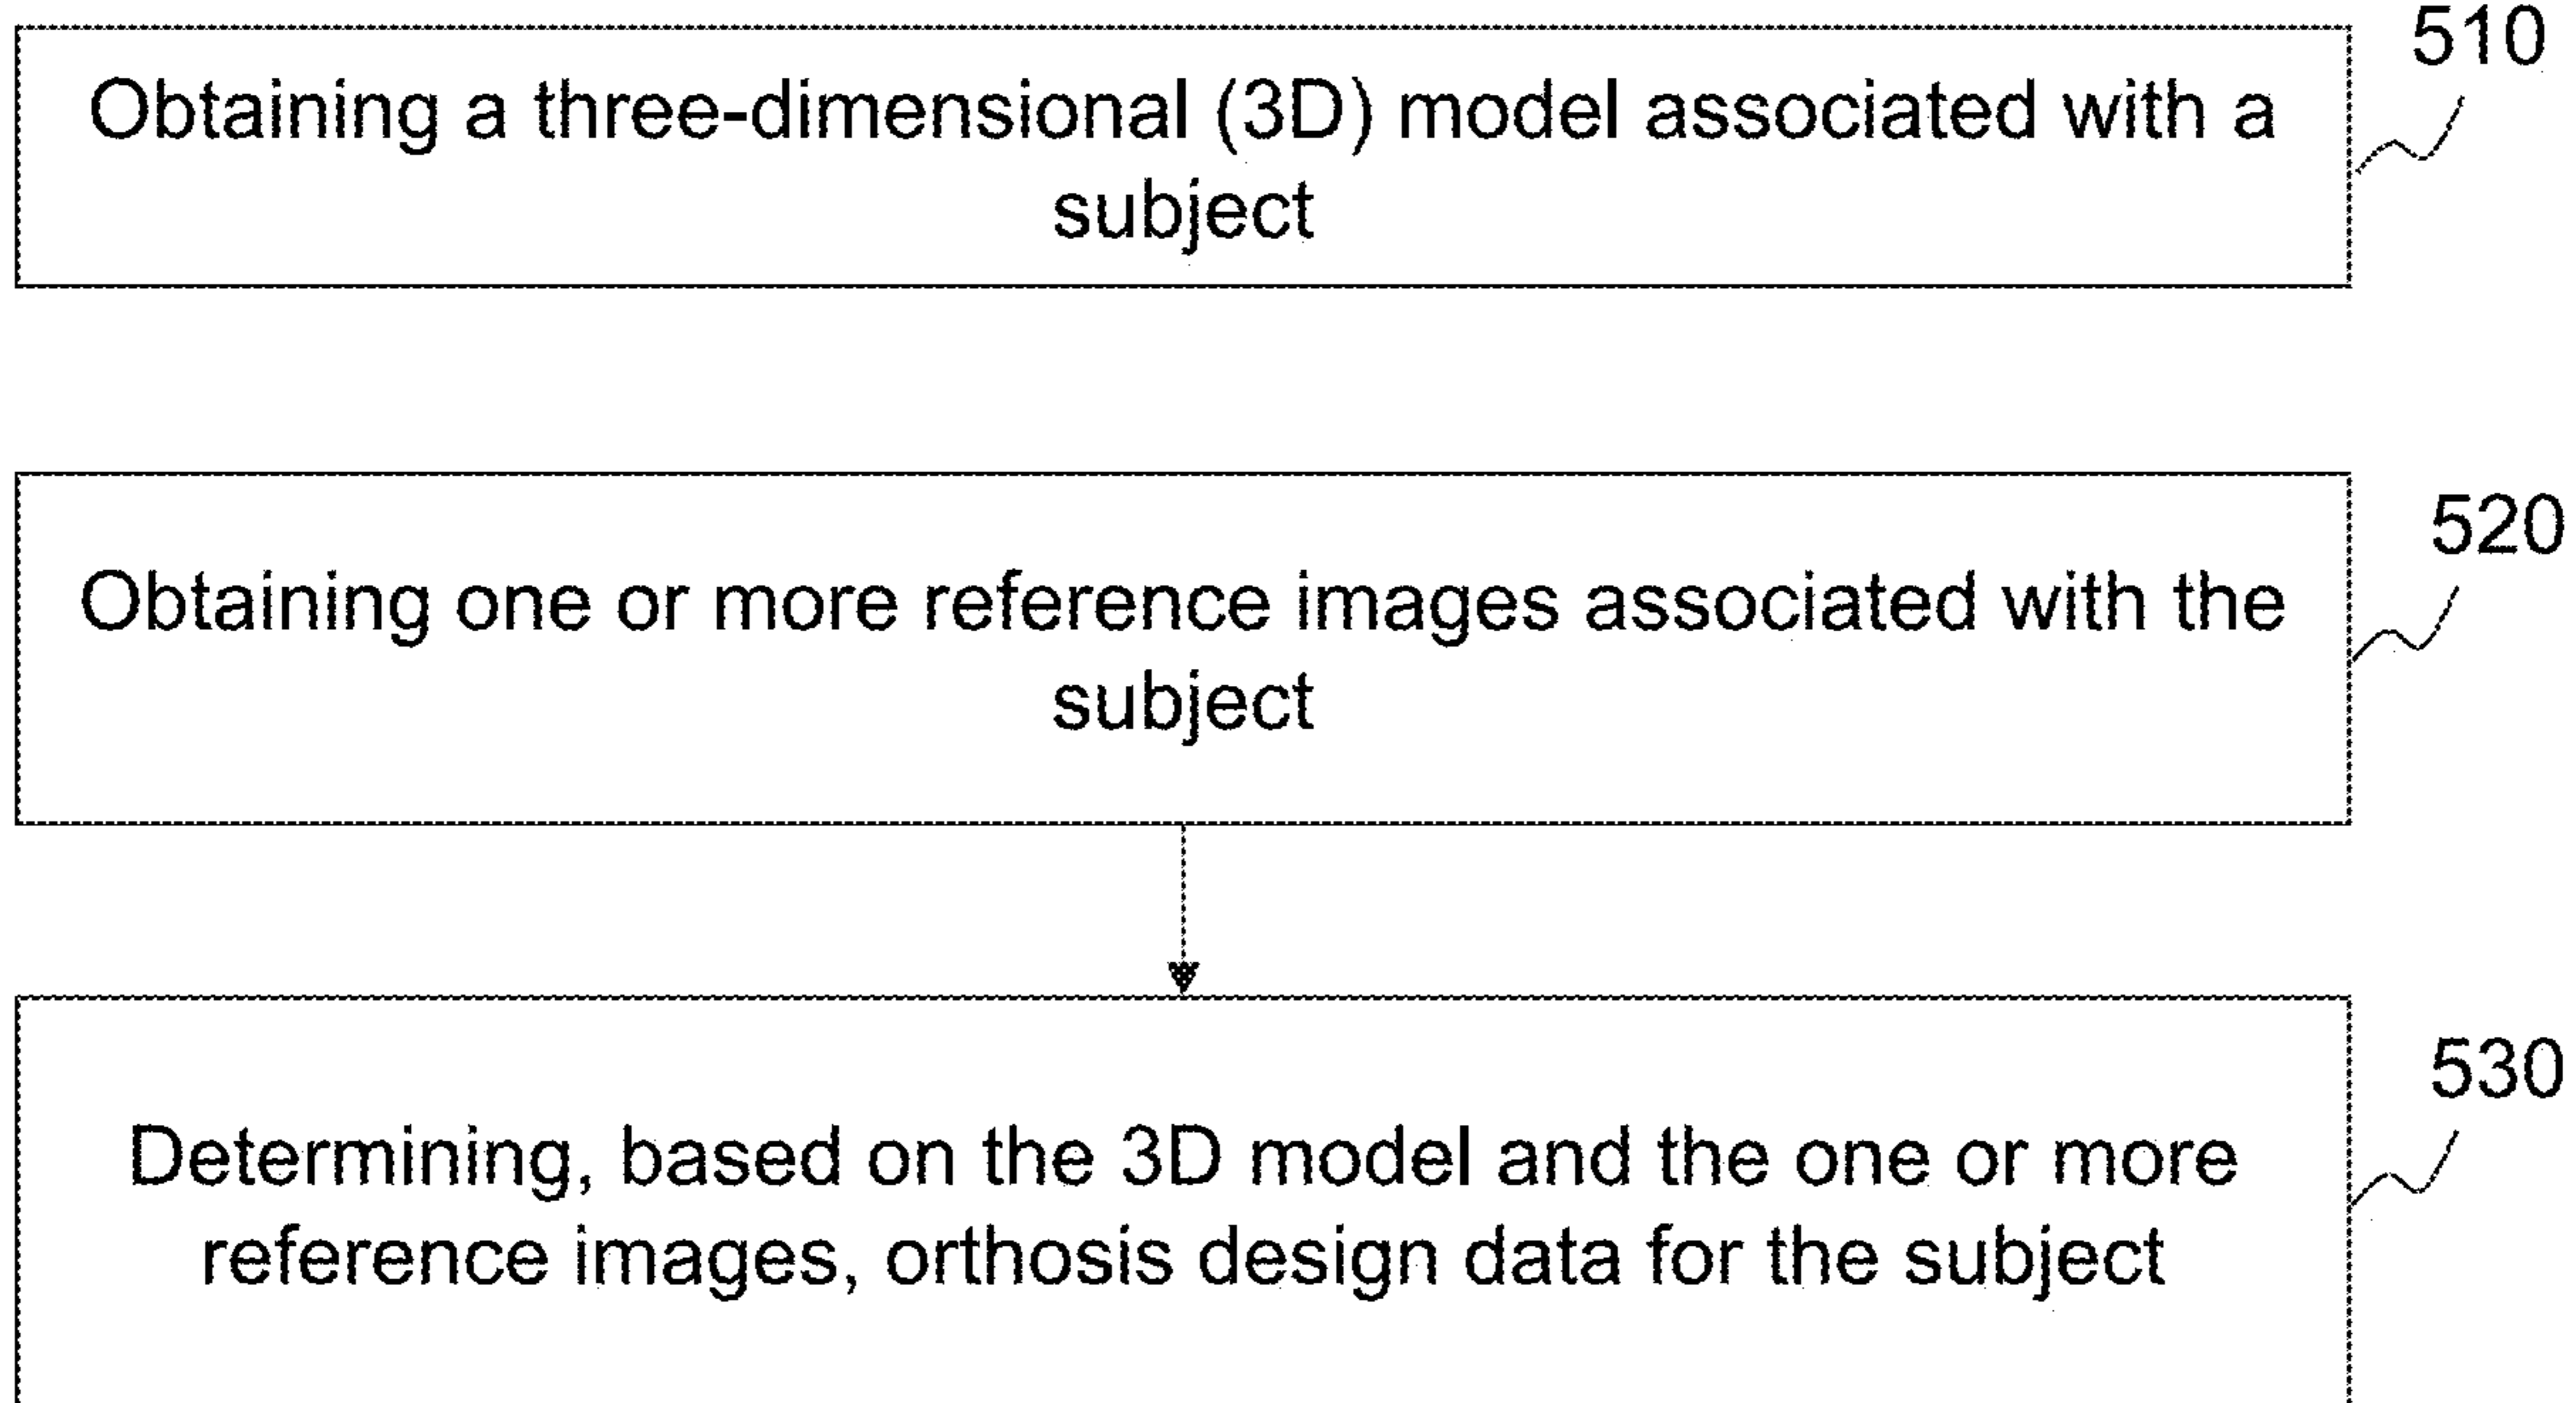 510
Obtaining a three-dimensional (3D) model associated with a
subject
520
Obtaining one or more reference images associated with the
subject
530
Determining, based on the 3D model and the one or more
reference images, orthosis design data for the subject